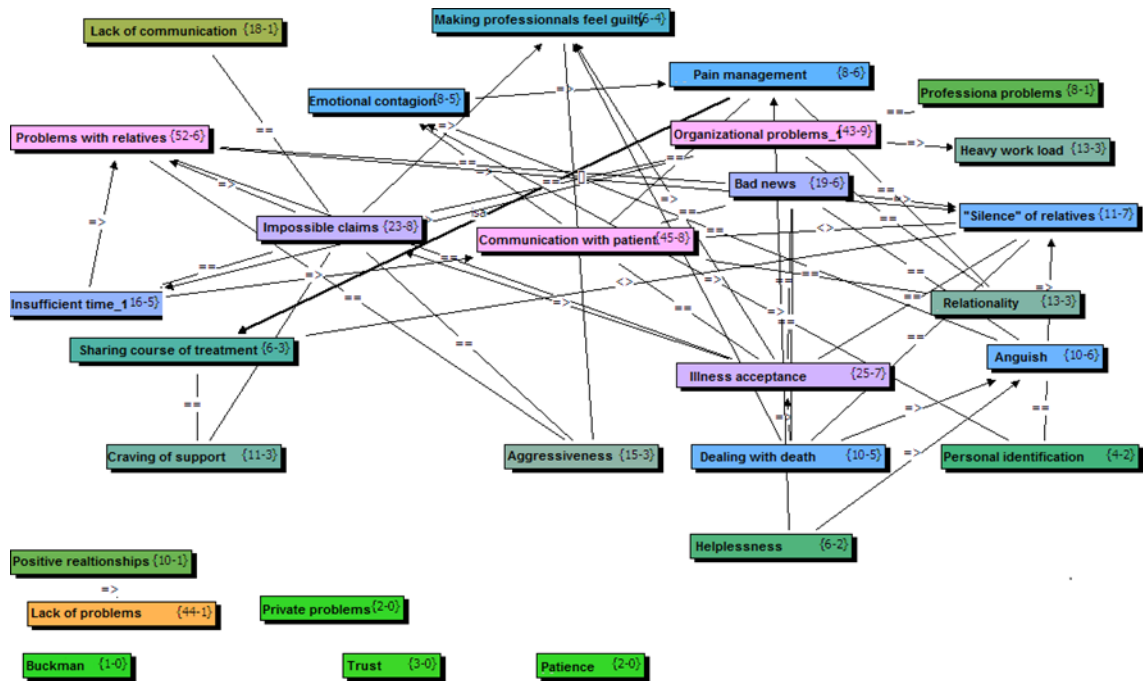 Lack of communication {18-1}
Making professionnals feel guilty {6-4}
Pain management {8-6}
Emotional contagion {8-5}
Professiona problems {8-1}
Problems with relatives {52-6}
Organizational problems_1 {43-9}
Heavy work load {13-3}
Bad news {19-6}
"Silence" of relatives {11-7}
Impossible claims {23-8}
Communication with patient {45-8}
Insufficient time_1 {16-5}
Relationality {13-3}
Sharing course of treatment {6-3}
Anguish {10-6}
Illness acceptance {25-7}
Craving of support {11-3}
Aggressiveness {15-3}
Dealing with death {10-5}
Personal identification {4-2}
Helplessness {6-2}
Positive realtionships {10-1}
=>
Lack of problems {44-1}
Private problems {2-0}
Buckman {1-0}
Trust {3-0}
Patience {2-0}